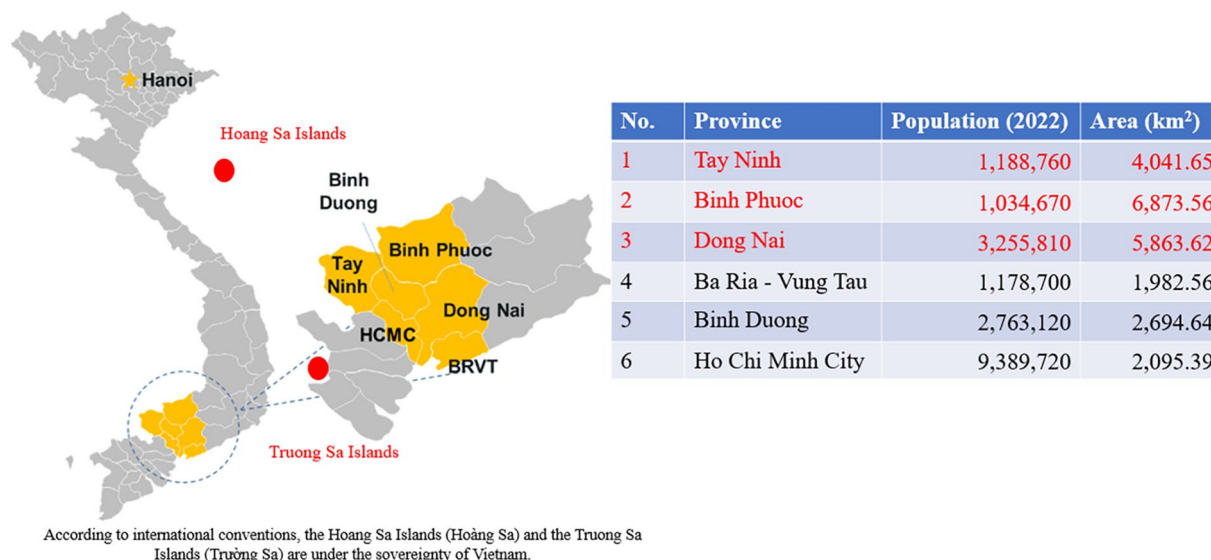 Hanoi
Hoang Sa Islands
Binh
Duong
Binh Phuoc
Tay
Ninh
Dong Nai
HCMC
BRVT
Truong Sa Islands
According to international conventions, the Hoang Sa Islands (Hoàng Sa) and the Truong Sa
Islands (Trường Sa) are under the sovereignty of Vietnam.
No. Province Population (2022) Area (km²)
1 Tay Ninh 1,188,760 4,041.65
2 Binh Phuoc 1,034,670 6,873.56
3 Dong Nai 3,255,810 5,863.62
4 Ba Ria - Vung Tau 1,178,700 1,982.56
5 Binh Duong 2,763,120 2,694.64
6 Ho Chi Minh City 9,389,720 2,095.39